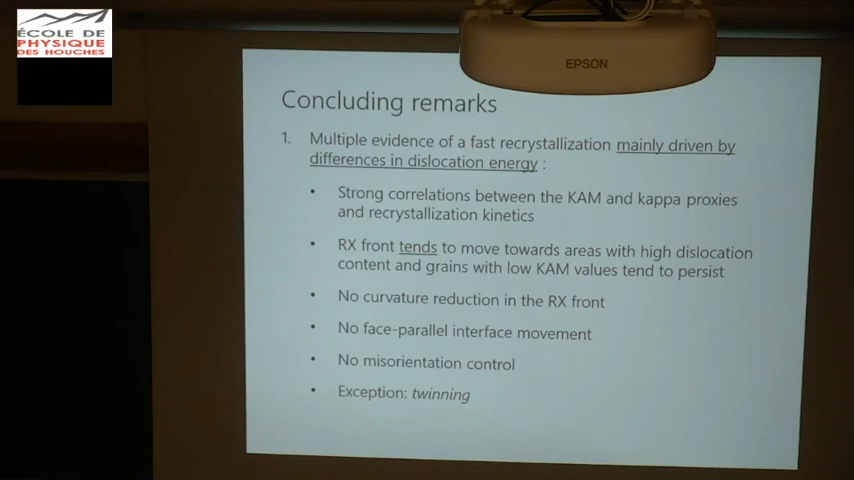 ÉCOLE DE
PHYSIQUE
DES HOUCHES
EPSON
Concluding remarks
1. Multiple evidence of a fast recrystallization mainly driven by
differences in dislocation energy :
• Strong correlations between the KAM and kappa proxies
and recrystallization kinetics
• RX front tends to move towards areas with high dislocation
content and grains with low KAM values tend to persist
• No curvature reduction in the RX front
• No face-parallel interface movement
• No misorientation control
• Exception: twinning